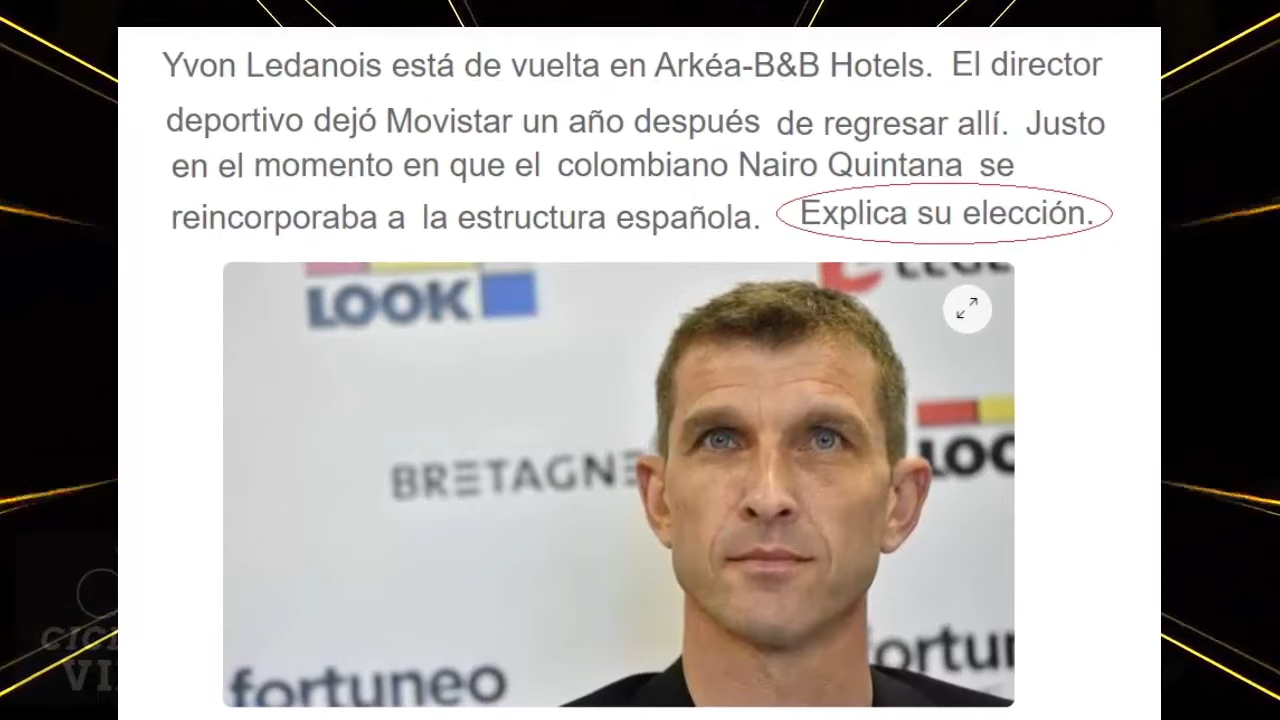 Yvon Ledanois está de vuelta en Arkéa-B&B Hotels. El director
deportivo dejó Movistar un año después de regresar allí. Justo
en el momento en que el colombiano Nairo Quintana se
reincorporaba a la estructura española. Explica su elección.
LOOK
BRETAGNE
fortuneo